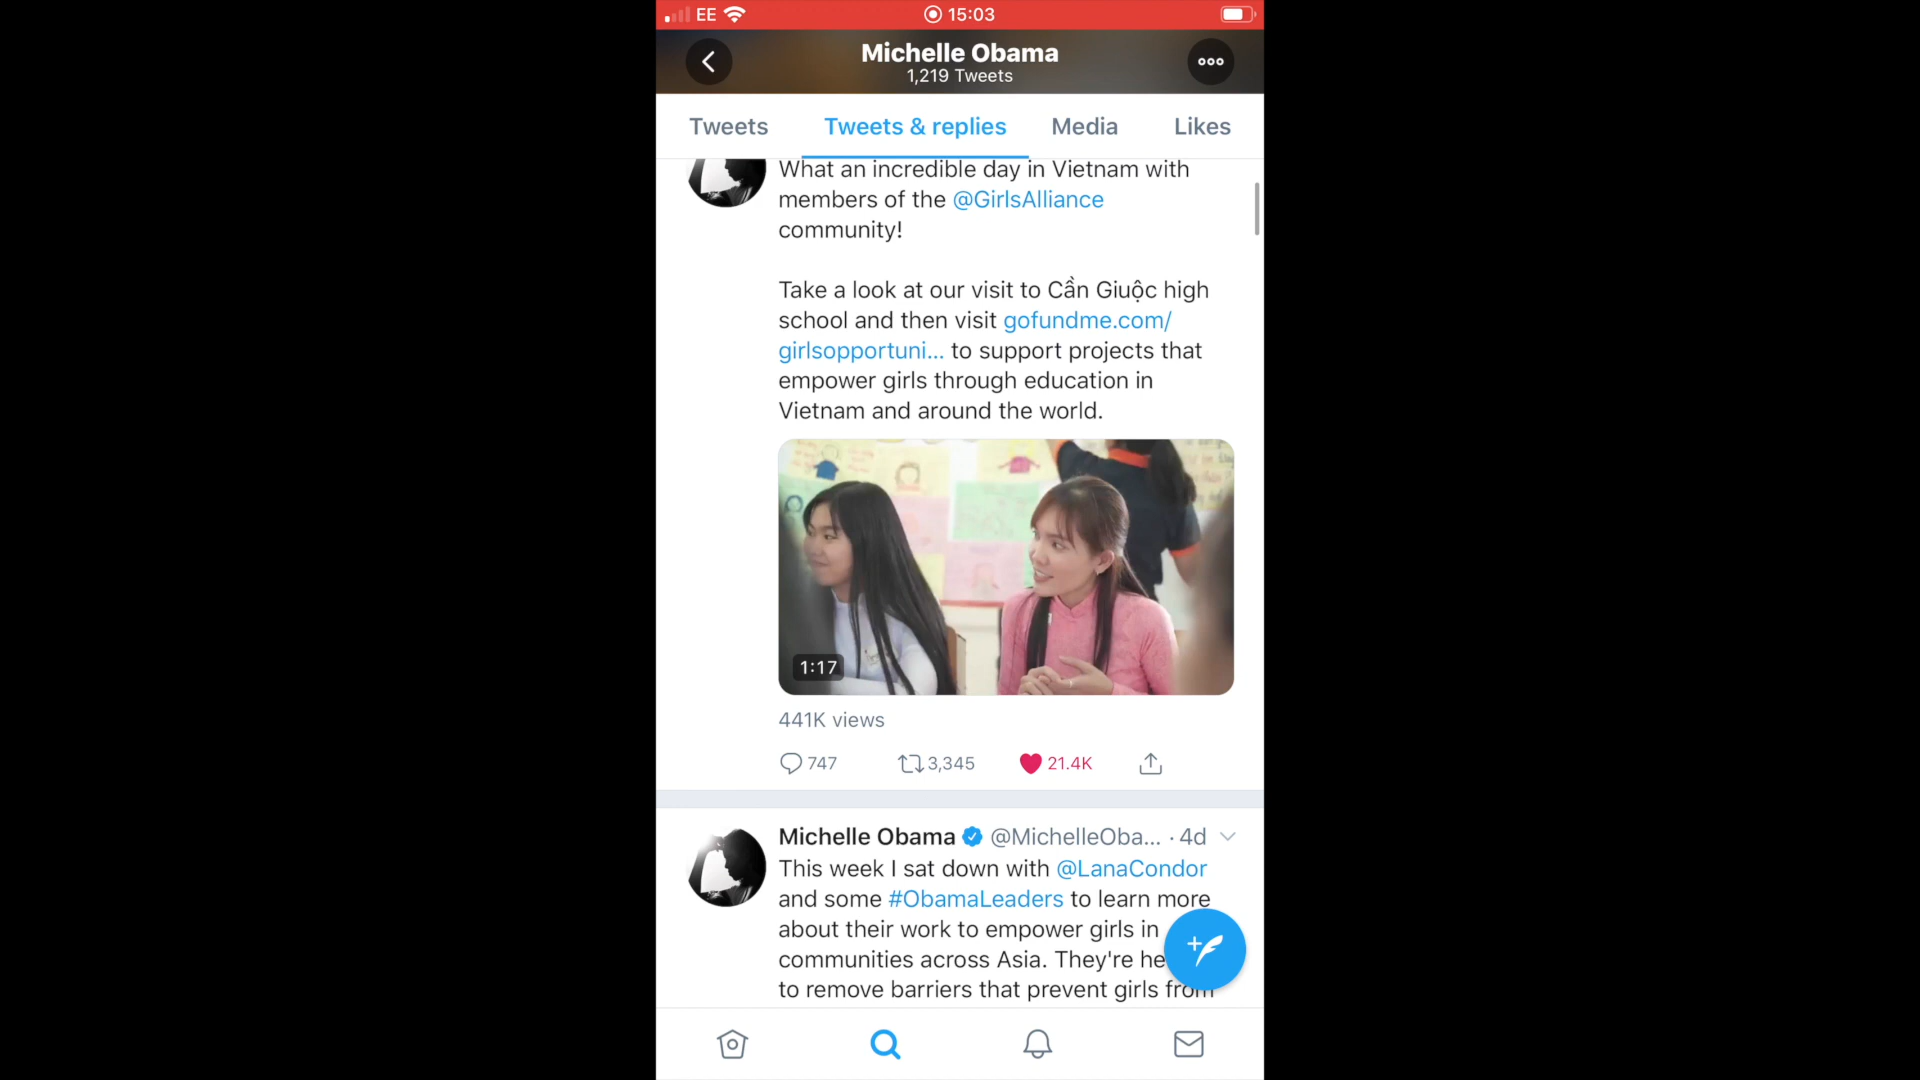 EE 15:03
Michelle Obama
1,219 Tweets
Tweets Tweets & replies Media Likes
What an incredible day in Vietnam with
members of the @GirlsAlliance
community!
Take a look at our visit to Cần Giuộc high
school and then visit gofundme.com/
girlsopportuni... to support projects that
empower girls through education in
Vietnam and around the world.
1:17
441K views
747 3,345 21.4K
Michelle Obama @MichelleOba... · 4d
This week I sat down with @LanaCondor
and some #ObamaLeaders to learn more
about their work to empower girls in
communities across Asia. They're he
to remove barriers that prevent girls from